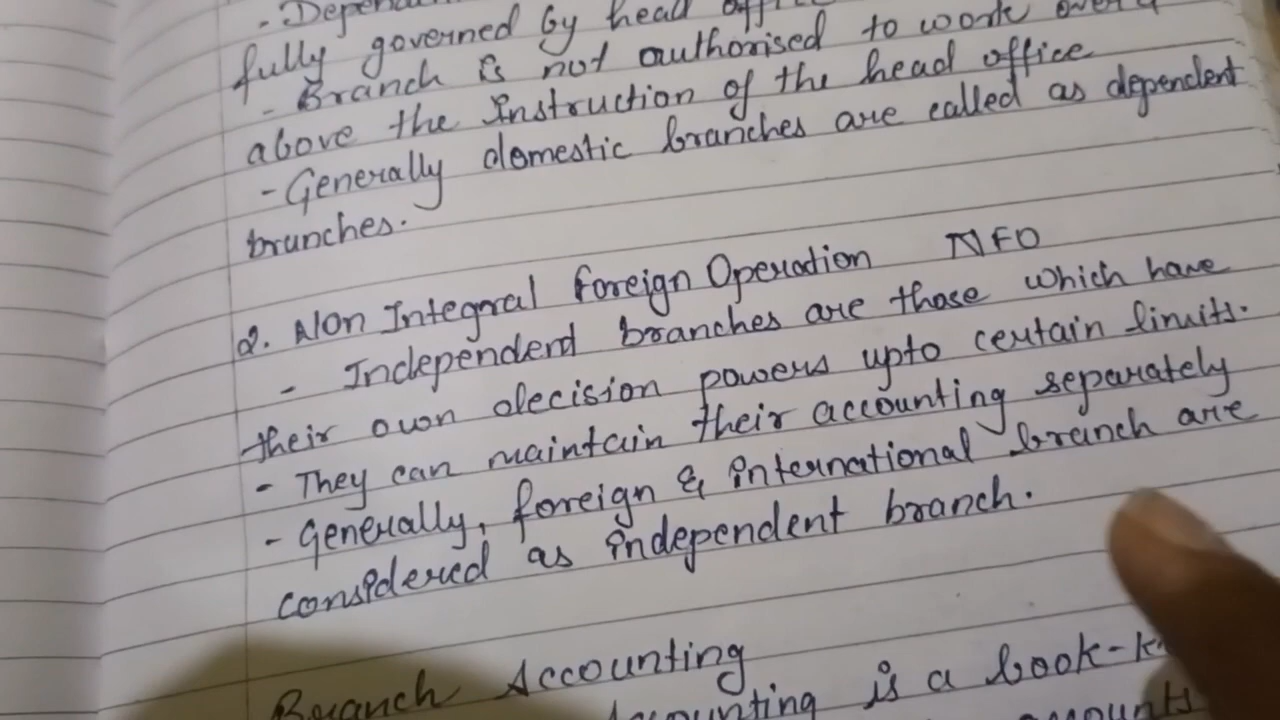 fully governed by head
- Branch is not authorised to work over &
above the Instruction of the head office
- Generally domestic branches are called as dependent
branches.
2. Non Integral Foreign Operation NFO
- Independent branches are those which have
their own decision powers upto certain limits.
- They can maintain their accounting separately
- Generally, foreign & international branch are
considered as independent branch.
Branch Accounting
is a book-